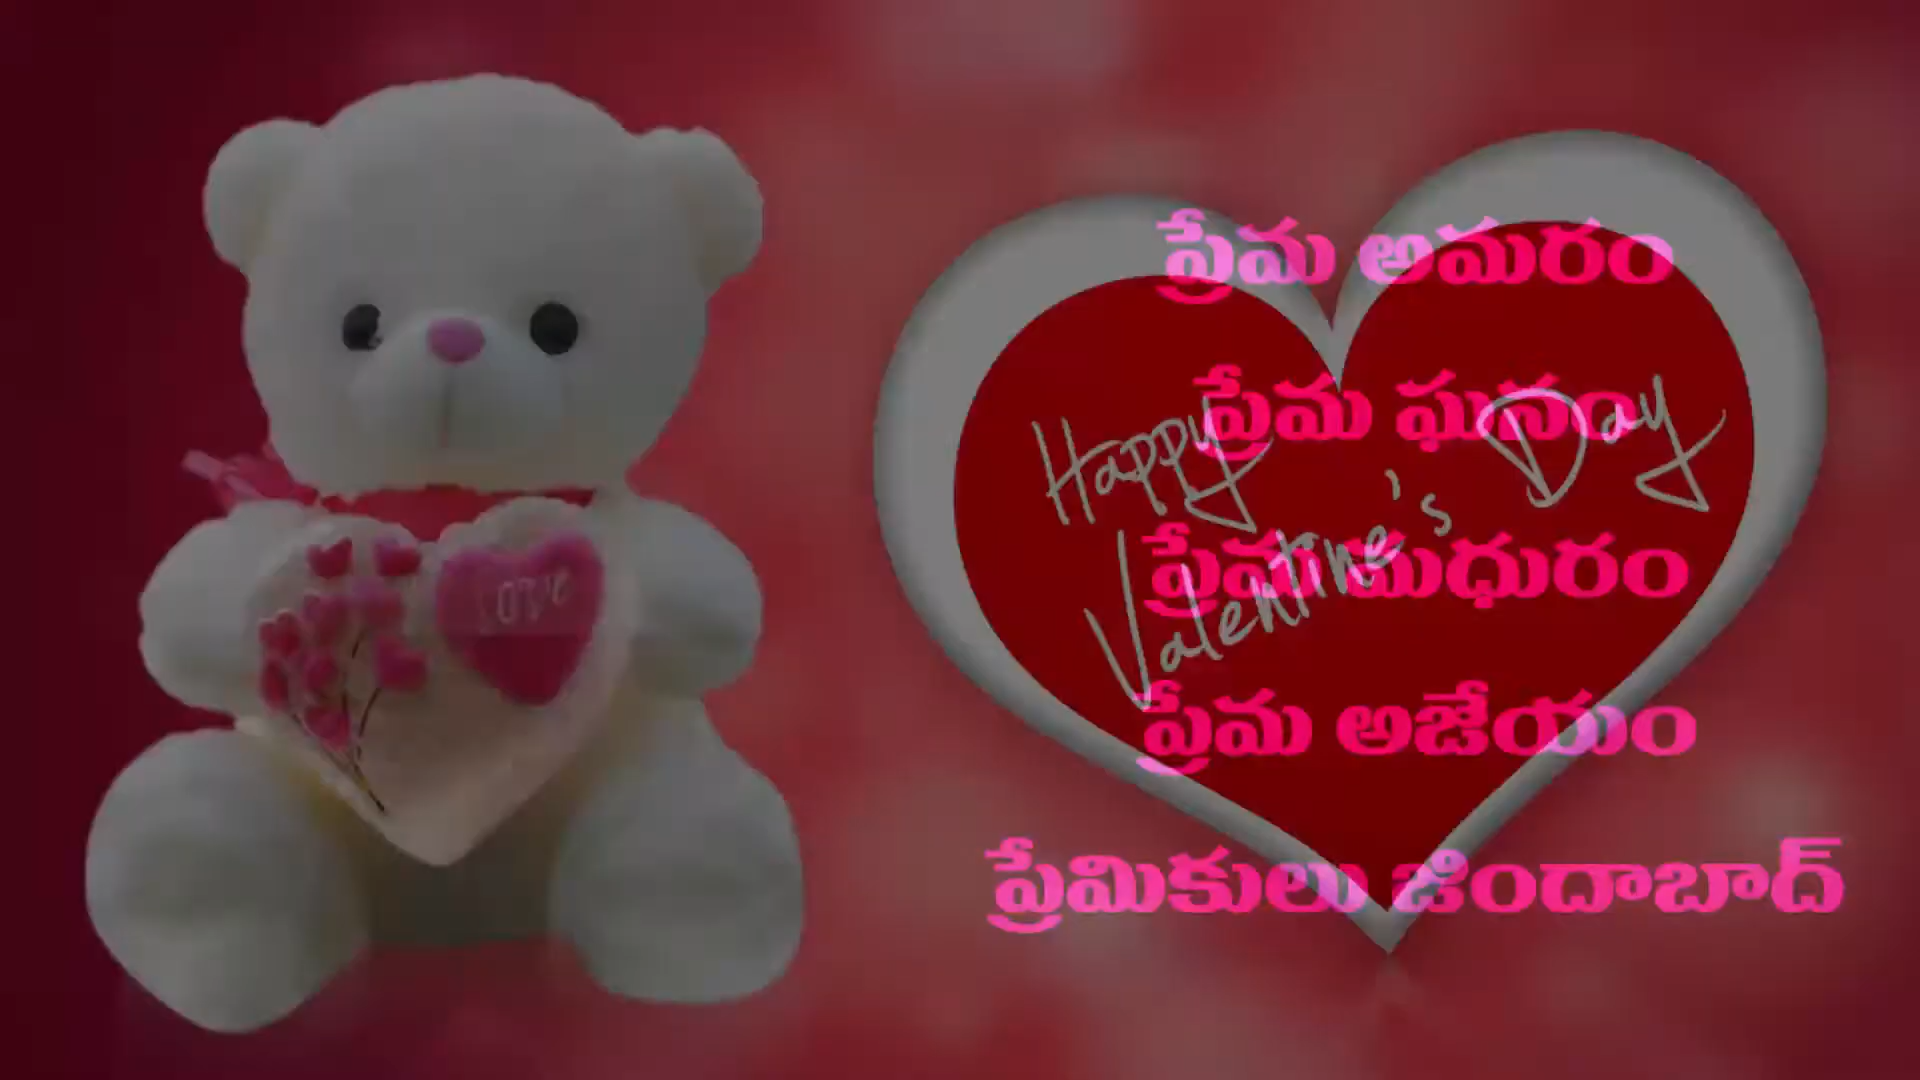 ప్రేమ అమరం
ప్రేమ ఘనం
Happy Valentine's Day
ప్రేమ మధురం
ప్రేమ అజేయం
ప్రేమికులు జిందాబాద్
LOVE